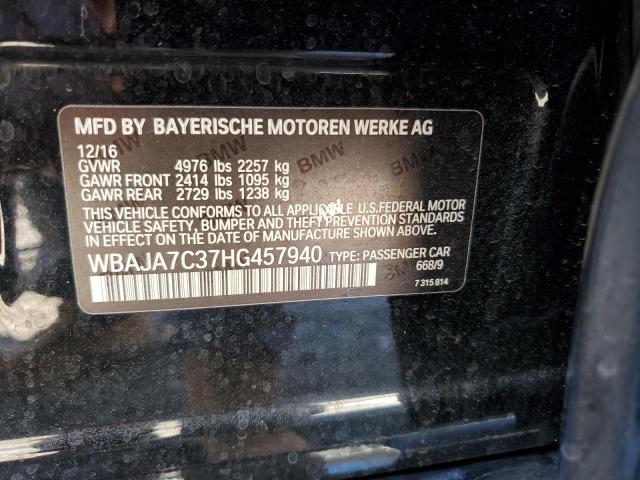 MFD BY BAYERISCHE MOTOREN WERKE AG
12/16
GVWR 4976 lbs 2257 kg
GAWR FRONT 2414 lbs 1095 kg
GAWR REAR 2729 lbs 1238 kg
THIS VEHICLE CONFORMS TO ALL APPLICABLE U.S.FEDERAL MOTOR
VEHICLE SAFETY, BUMPER AND THEFT PREVENTION STANDARDS
IN EFFECT ON THE DATE OF MANUFACTURE SHOWN ABOVE.
WBAJA7C37HG457940 TYPE: PASSENGER CAR
668/9
7 315 814
BMW
BMW
BMW